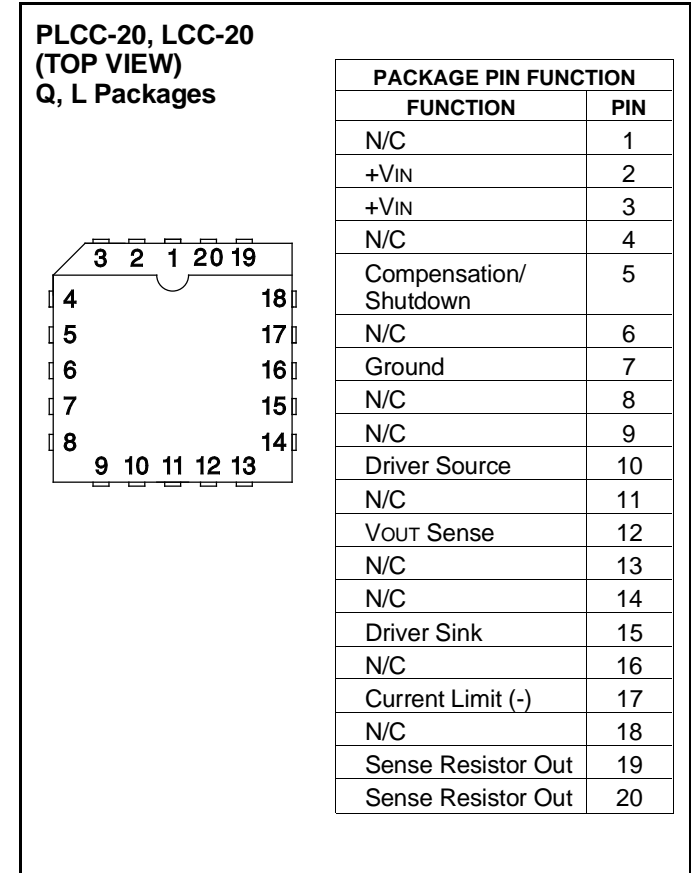 PLCC-20, LCC-20
(TOP VIEW)
Q, L Packages
3 2 1 20 19
4 18
5 17
6 16
7 15
8 14
9 10 11 12 13
PACKAGE PIN FUNCTION
FUNCTION PIN
N/C 1
+VIN 2
+VIN 3
N/C 4
Compensation/ 5
Shutdown
N/C 6
Ground 7
N/C 8
N/C 9
Driver Source 10
N/C 11
VOUT Sense 12
N/C 13
N/C 14
Driver Sink 15
N/C 16
Current Limit (-) 17
N/C 18
Sense Resistor Out 19
Sense Resistor Out 20